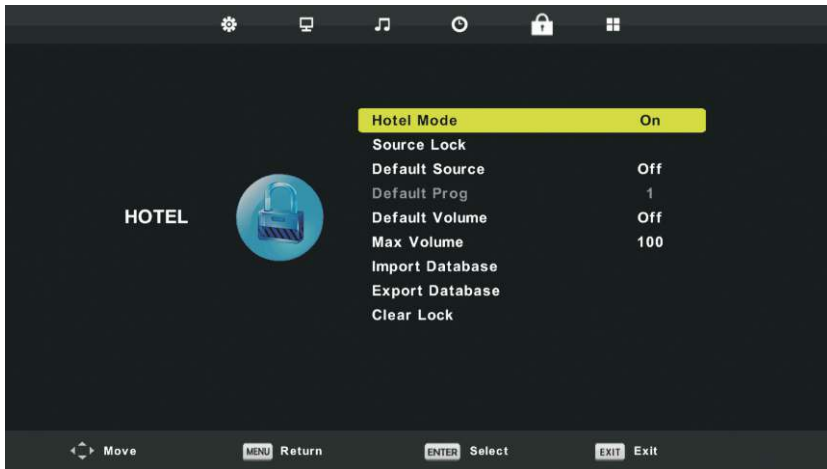 HOTEL
Hotel Mode On
Source Lock
Default Source Off
Default Prog 1
Default Volume Off
Max Volume 100
Import Database
Export Database
Clear Lock
Move MENU Return ENTER Select EXIT Exit